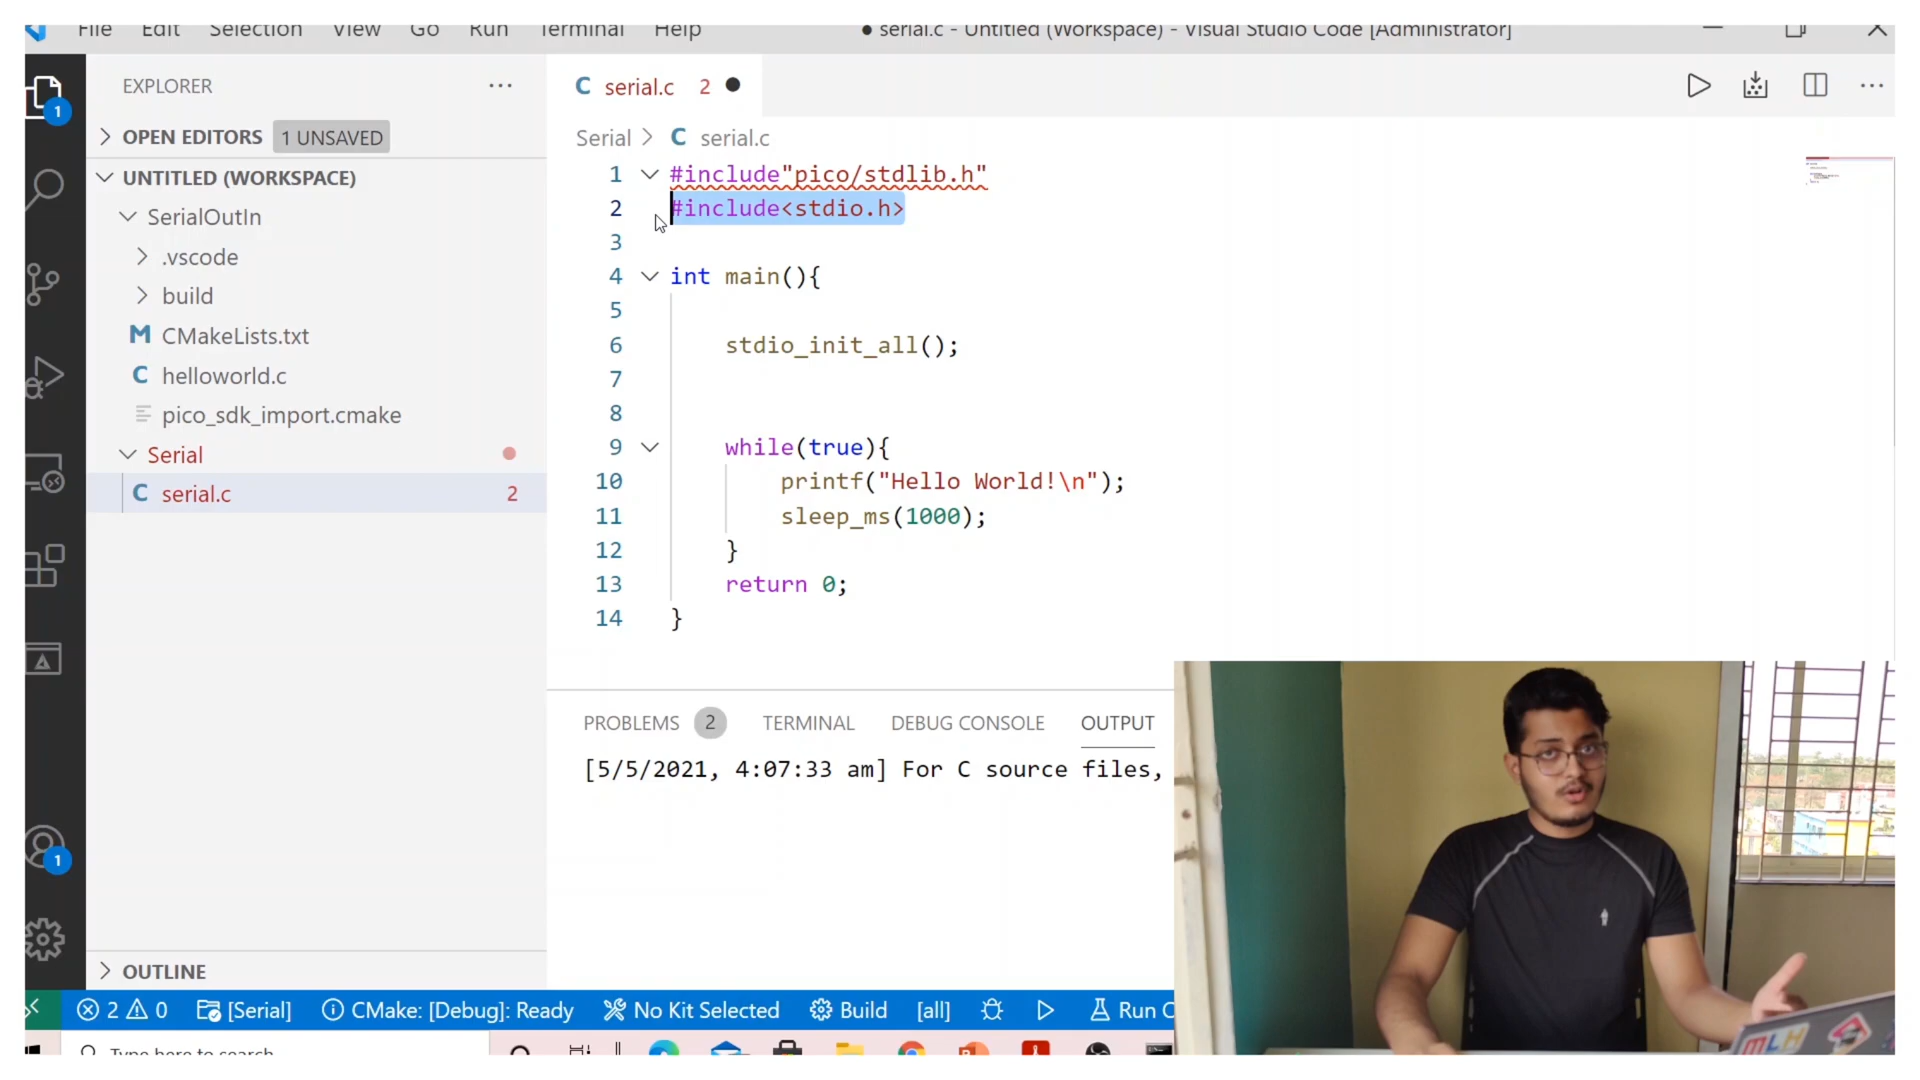 File Edit Selection View Go Run Terminal Help
● serial.c - Untitled (Workspace) - Visual Studio Code [Administrator]
EXPLORER
OPEN EDITORS 1 UNSAVED
UNTITLED (WORKSPACE)
SerialOutIn
.vscode
build
M CMakeLists.txt
C helloworld.c
pico_sdk_import.cmake
Serial
C serial.c 2
OUTLINE
1
1
C serial.c 2
Serial > C serial.c
1 #include"pico/stdlib.h"
2 #include<stdio.h>
3
4 int main(){
5
6 stdio_init_all();
7
8
9 while(true){
10 printf("Hello World!\n");
11 sleep_ms(1000);
12 }
13 return 0;
14 }
PROBLEMS 2 TERMINAL DEBUG CONSOLE OUTPUT
[5/5/2021, 4:07:33 am] For C source files,
2 0 [Serial] CMake: [Debug]: Ready No Kit Selected Build [all] Run C
Type here to search
MLH